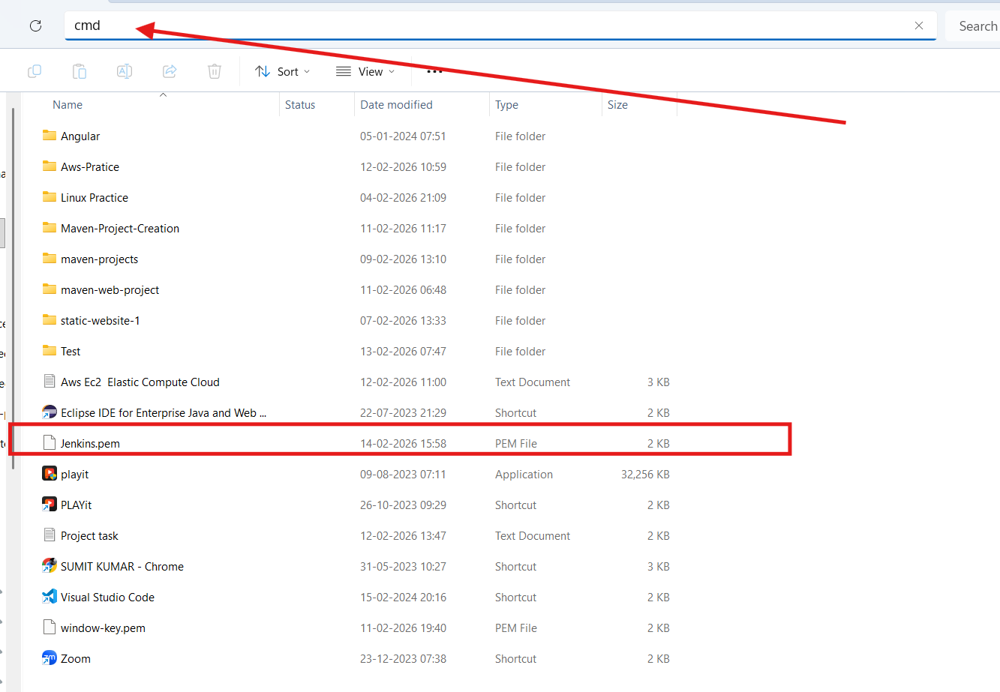 cmd
Search
Sort
View
Name Status Date modified Type Size
Angular 05-01-2024 07:51 File folder
Aws-Pratice 12-02-2026 10:59 File folder
Linux Practice 04-02-2026 21:09 File folder
Maven-Project-Creation 11-02-2026 11:17 File folder
maven-projects 09-02-2026 13:10 File folder
maven-web-project 11-02-2026 06:48 File folder
static-website-1 07-02-2026 13:33 File folder
Test 13-02-2026 07:47 File folder
Aws Ec2  Elastic Compute Cloud 12-02-2026 11:00 Text Document 3 KB
Eclipse IDE for Enterprise Java and Web ... 22-07-2023 21:29 Shortcut 2 KB
Jenkins.pem 14-02-2026 15:58 PEM File 2 KB
playit 09-08-2023 07:11 Application 32,256 KB
PLAYit 26-10-2023 09:29 Shortcut 2 KB
Project task 12-02-2026 13:47 Text Document 2 KB
SUMIT KUMAR - Chrome 31-05-2023 10:27 Shortcut 3 KB
Visual Studio Code 15-02-2024 20:16 Shortcut 2 KB
window-key.pem 11-02-2026 19:40 PEM File 2 KB
Zoom 23-12-2023 07:38 Shortcut 2 KB